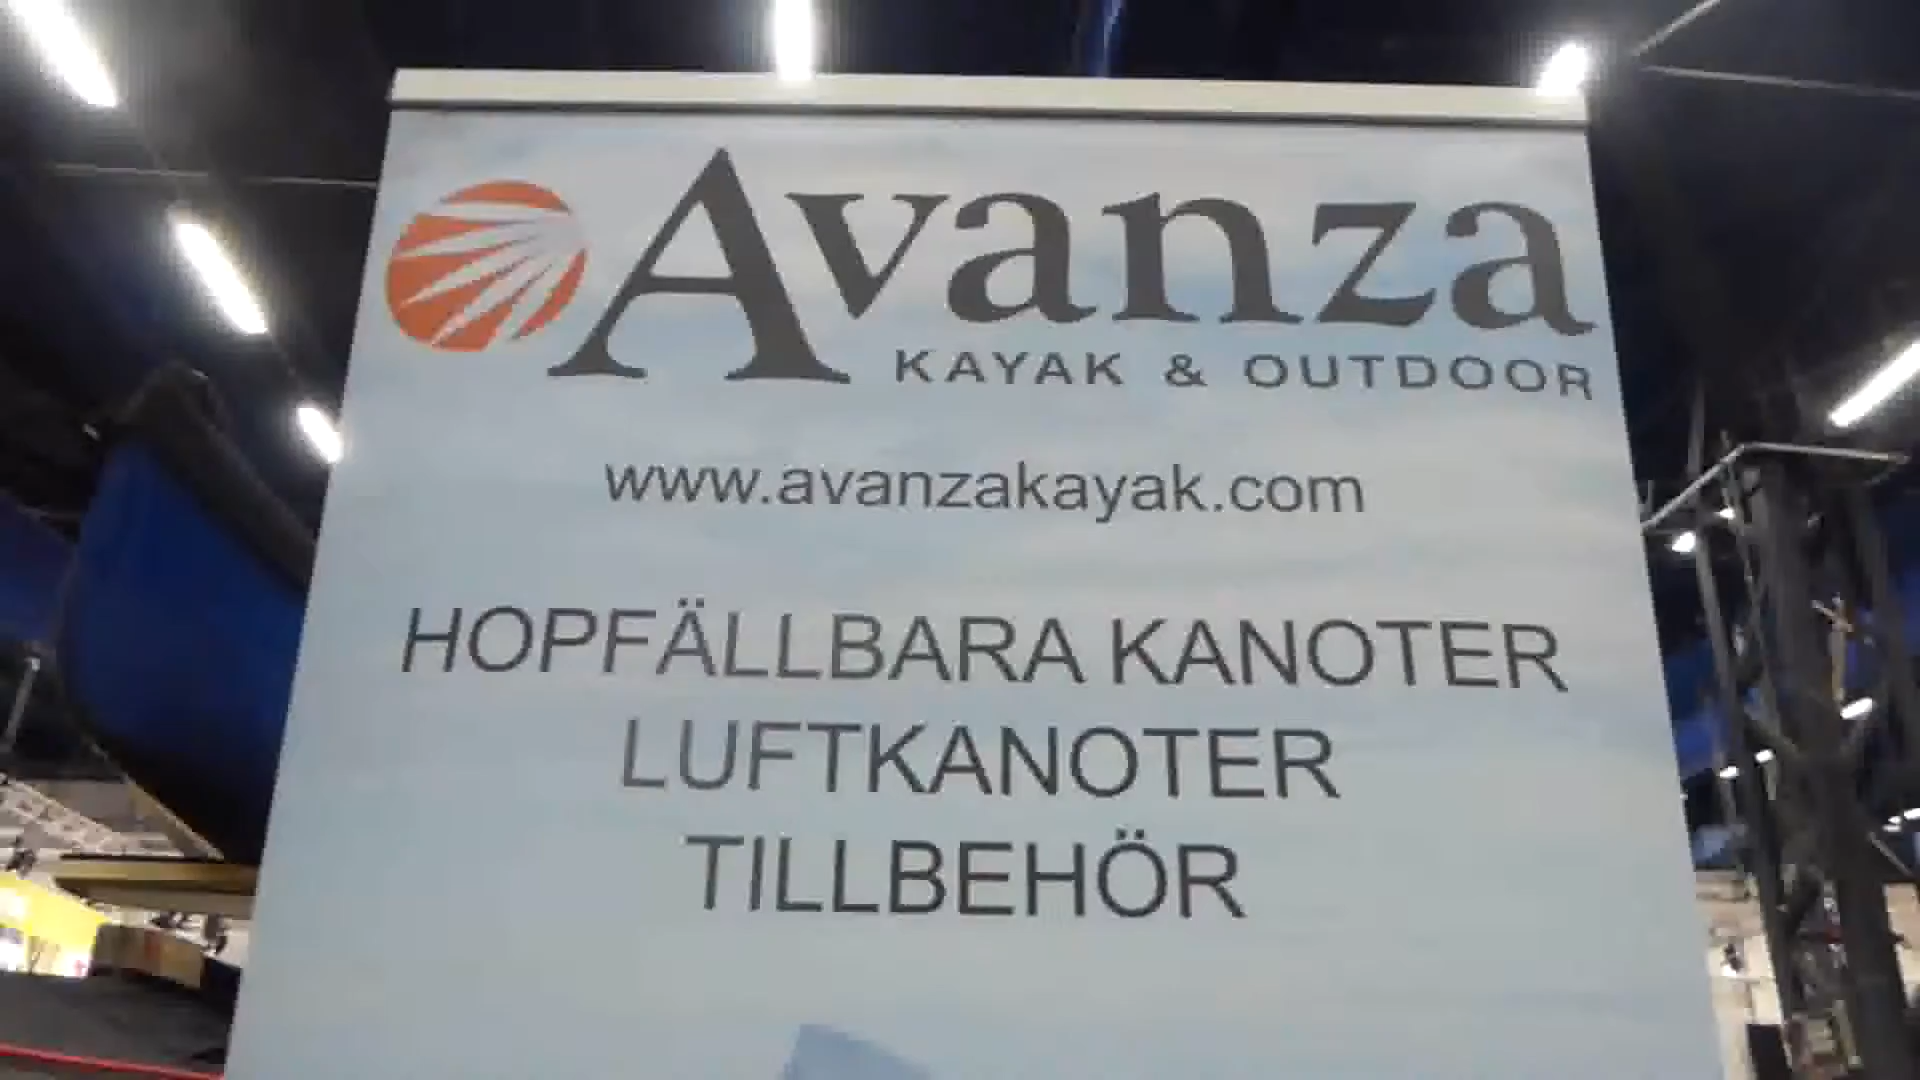 Avanza
KAYAK & OUTDOOR
www.avanzakayak.com
HOPFÄLLBARA KANOTER
LUFTKANOTER
TILLBEHÖR